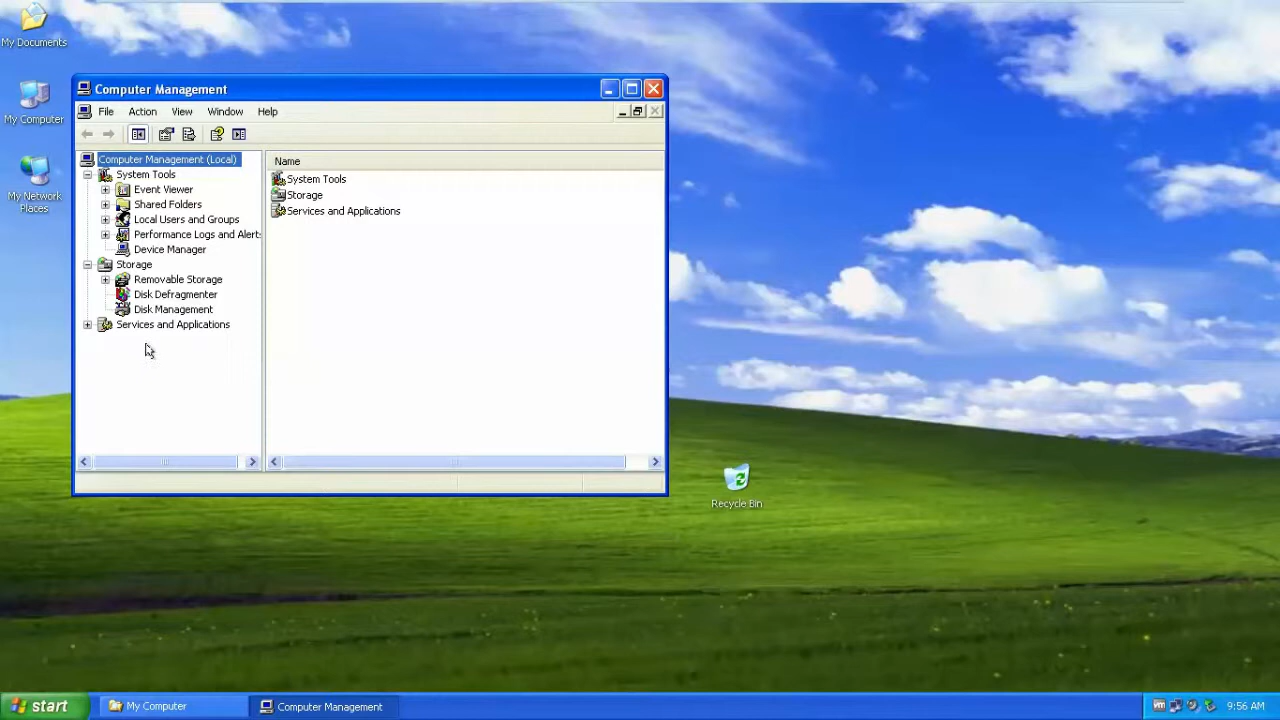 My Documents
My Computer
My Network
Places
Computer Management
File Action View Window Help
Computer Management (Local)
System Tools
Event Viewer
Shared Folders
Local Users and Groups
Performance Logs and Alerts
Device Manager
Storage
Removable Storage
Disk Defragmenter
Disk Management
Services and Applications
Name
System Tools
Storage
Services and Applications
Recycle Bin
start
My Computer
Computer Management
9:56 AM